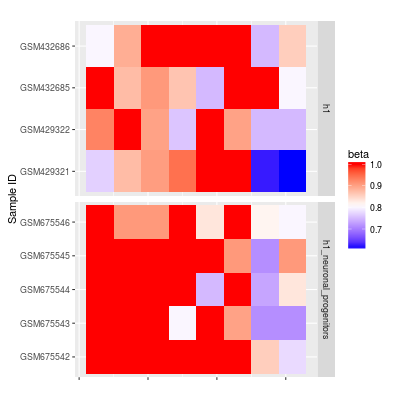 GSM432686
GSM432685
GSM429322
GSM429321
h1
Sample ID
GSM675546
GSM675545
GSM675544
GSM675543
GSM675542
h1_neuronal_progenitors
beta
1.0
0.9
0.8
0.7